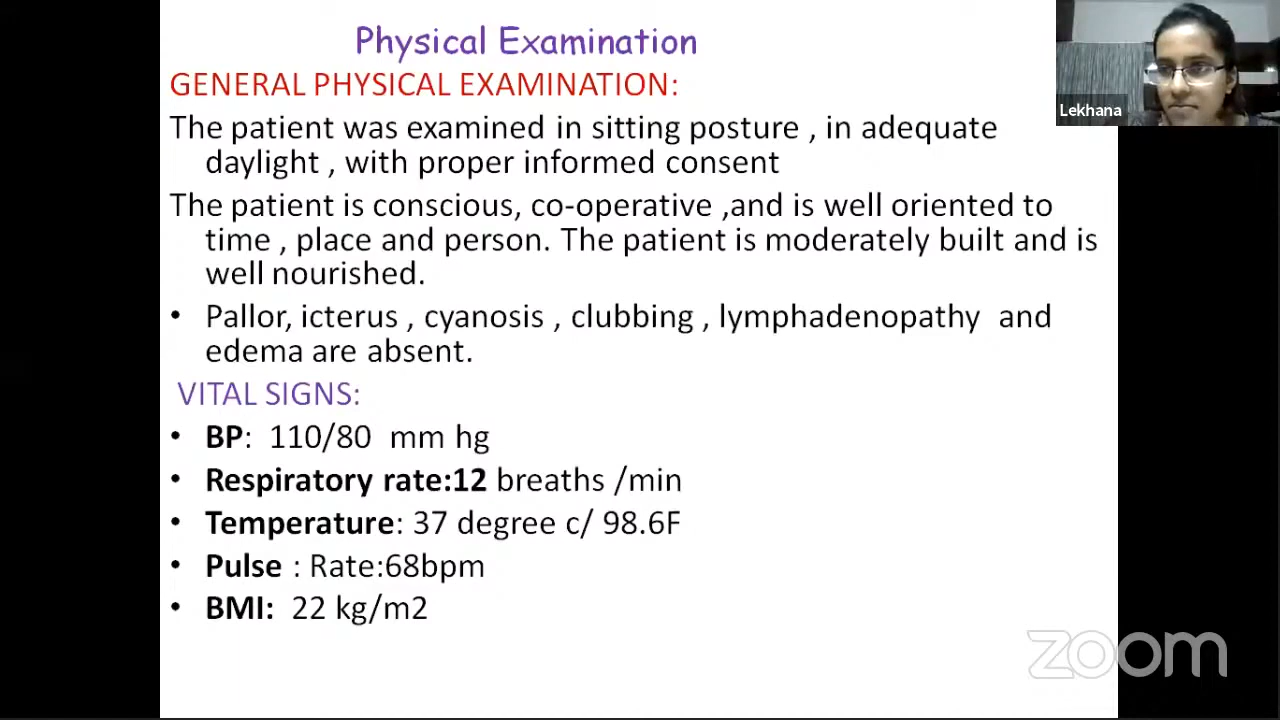 Physical Examination
GENERAL PHYSICAL EXAMINATION:
The patient was examined in sitting posture , in adequate
daylight , with proper informed consent
The patient is conscious, co-operative ,and is well oriented to
time , place and person. The patient is moderately built and is
well nourished.
• Pallor, icterus , cyanosis , clubbing , lymphadenopathy and
edema are absent.
VITAL SIGNS:
• BP: 110/80 mm hg
• Respiratory rate:12 breaths /min
• Temperature: 37 degree c/ 98.6F
• Pulse : Rate:68bpm
• BMI: 22 kg/m2
Lekhana
zoom